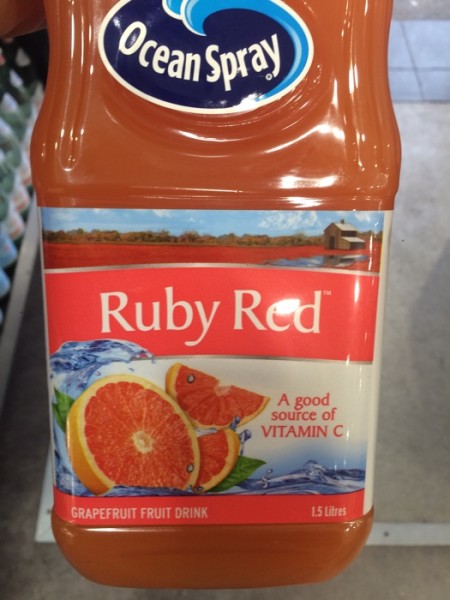 Ocean Spray®
Ruby Red™
A good
source of
VITAMIN C
GRAPEFRUIT FRUIT DRINK
1.5 Litres